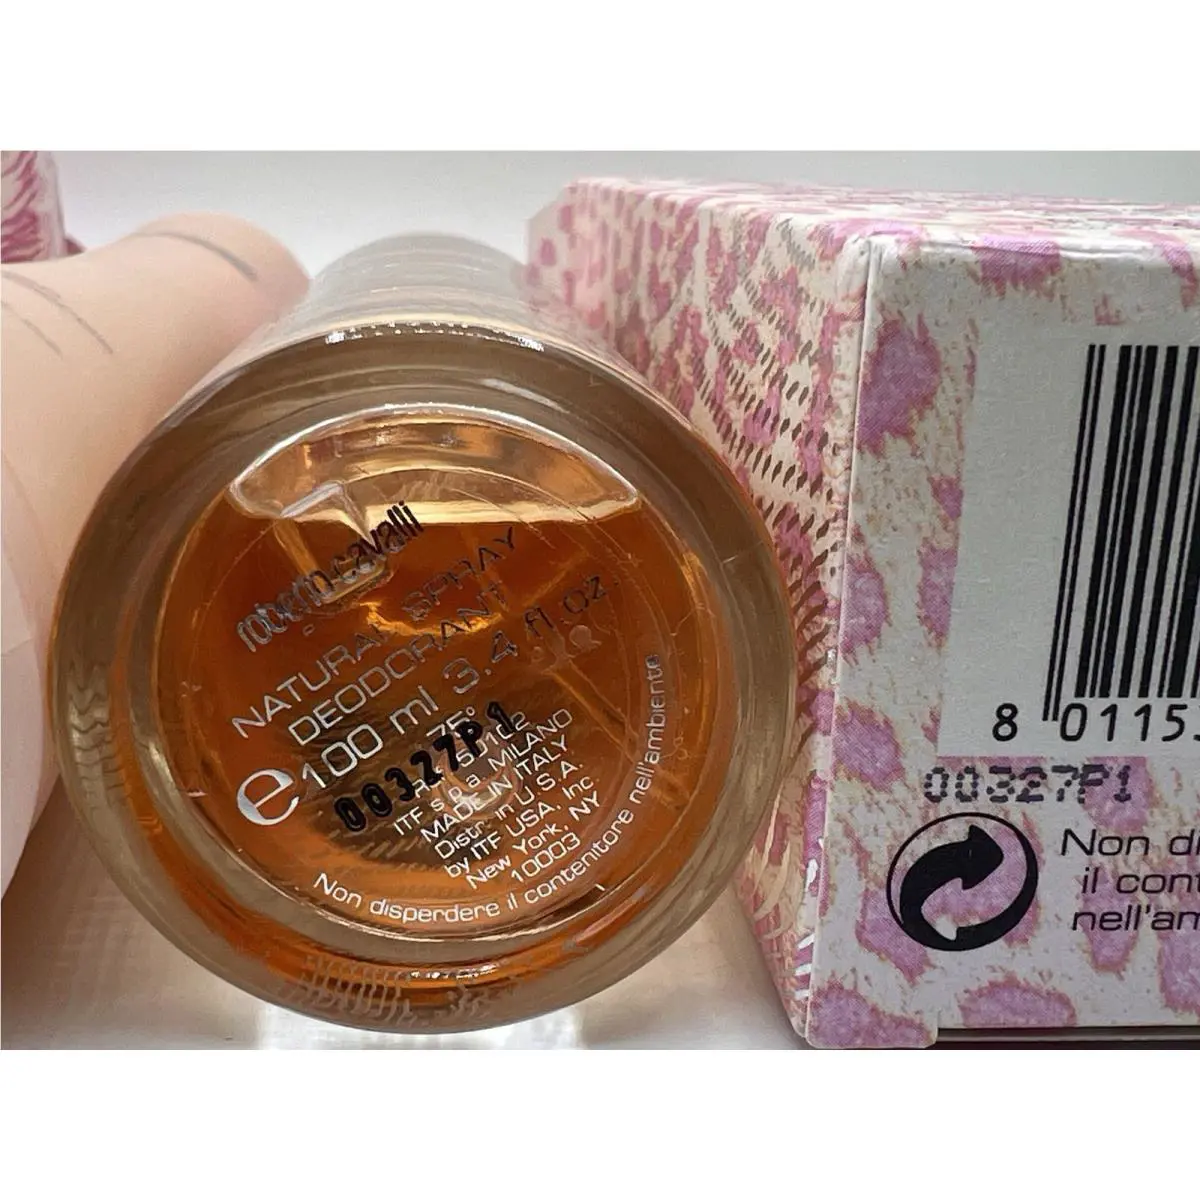 roberto cavalli
NATURAL SPRAY
DEODORANT
e 100 ml 3.4 fl oz.
75°
00327P1
ITF s.p.a. MILANO
MADE IN ITALY
Distr. in U.S.A.
by ITF USA, Inc
New York, NY
10003
Non disperdere il contenitore nell'ambiente
8 01153
00327P1
Non di
il cont
nell'an